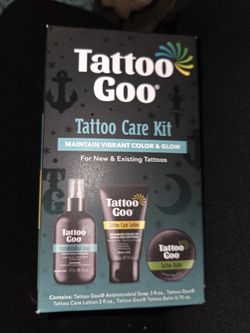 Tattoo
Goo®
Tattoo Care Kit
MAINTAIN VIBRANT COLOR & GLOW
For New & Existing Tattoos
Tattoo
Goo
Tattoo Care Lotion
Tattoo
Goo
Tattoo
Goo
Tattoo Balm
Contains: Tattoo Goo® Antimicrobial Soap 3 fl oz., Tattoo Goo®
Tattoo Care Lotion 2 fl oz., Tattoo Goo® Tattoo Balm 0.75 oz.